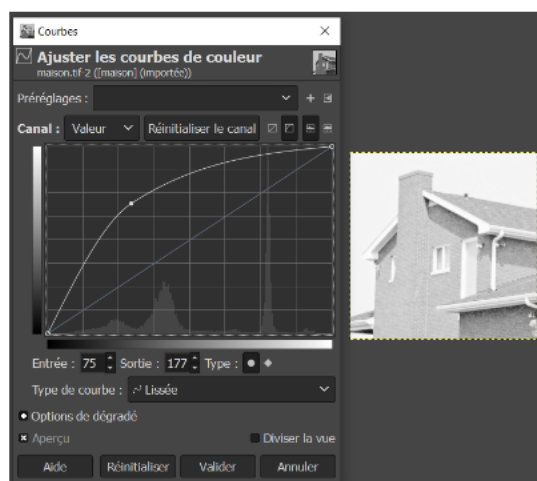 Courbes
Ajuster les courbes de couleur
maison.tif-2 ([maison] (importée))
Préréglages :
Canal : Valeur Réinitialiser le canal
Entrée : 75 Sortie : 177 Type :
Type de courbe : Lissée
Options de dégradé
Aperçu Diviser la vue
Aide Réinitialiser Valider Annuler